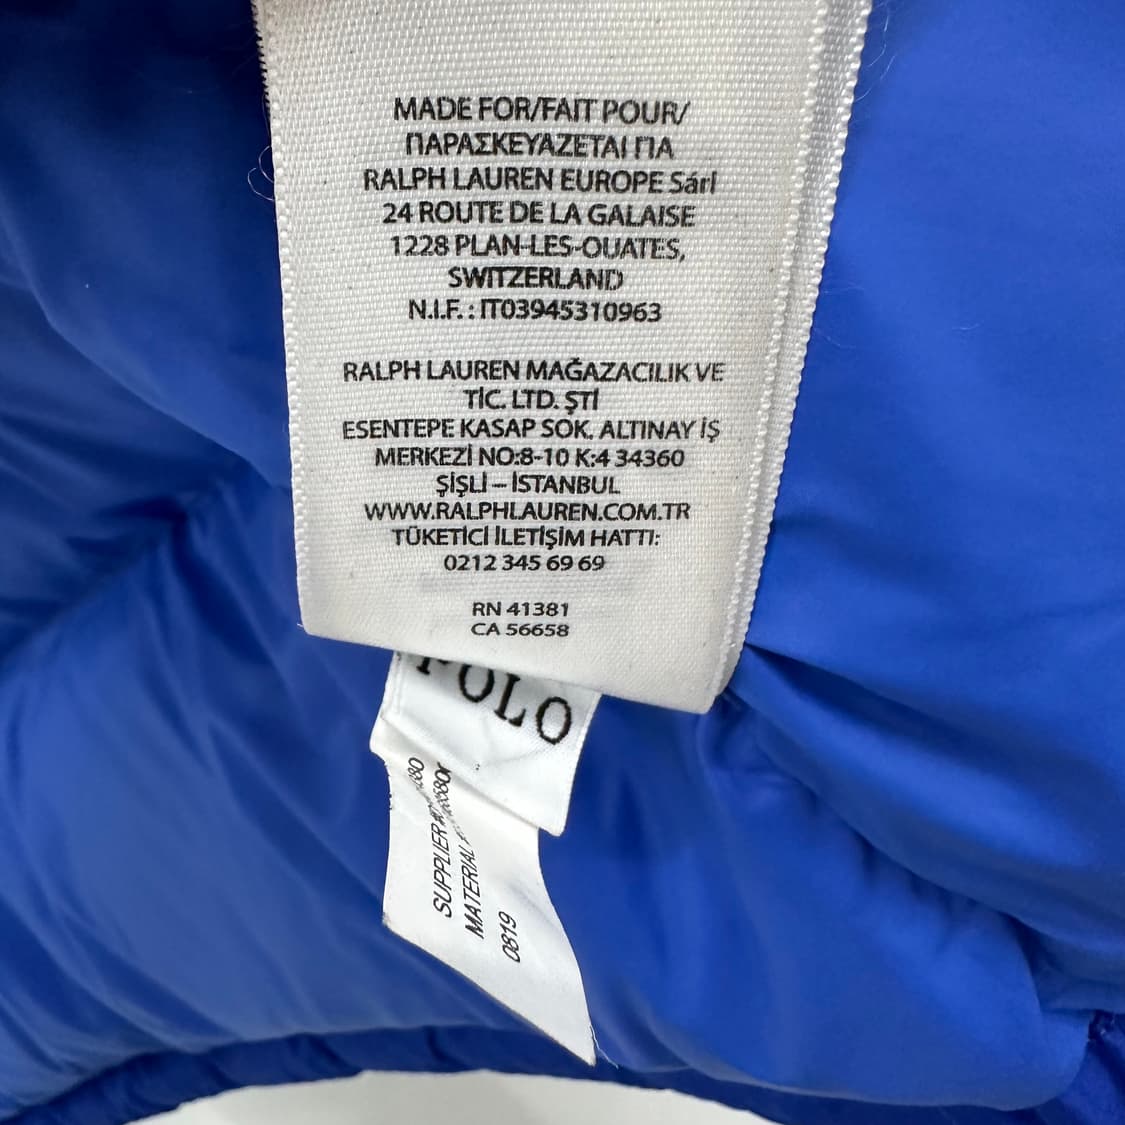 MADE FOR/FAIT POUR/
ΠΑΡΑΣΚΕΥΑΖΕΤΑΙ ΓΙΑ
RALPH LAUREN EUROPE Sárl
24 ROUTE DE LA GALAISE
1228 PLAN-LES-OUATES,
SWITZERLAND
N.I.F. : IT03945310963
RALPH LAUREN MAĞAZACILIK VE
TİC. LTD. ŞTİ
ESENTEPE KASAP SOK. ALTINAY İŞ
MERKEZİ NO:8-10 K:4 34360
ŞİŞLİ – İSTANBUL
WWW.RALPHLAUREN.COM.TR
TÜKETİCİ İLETİŞİM HATTI:
0212 345 69 69
RN 41381
CA 56658
POLO
SUPPLIER
MATERIAL
0819